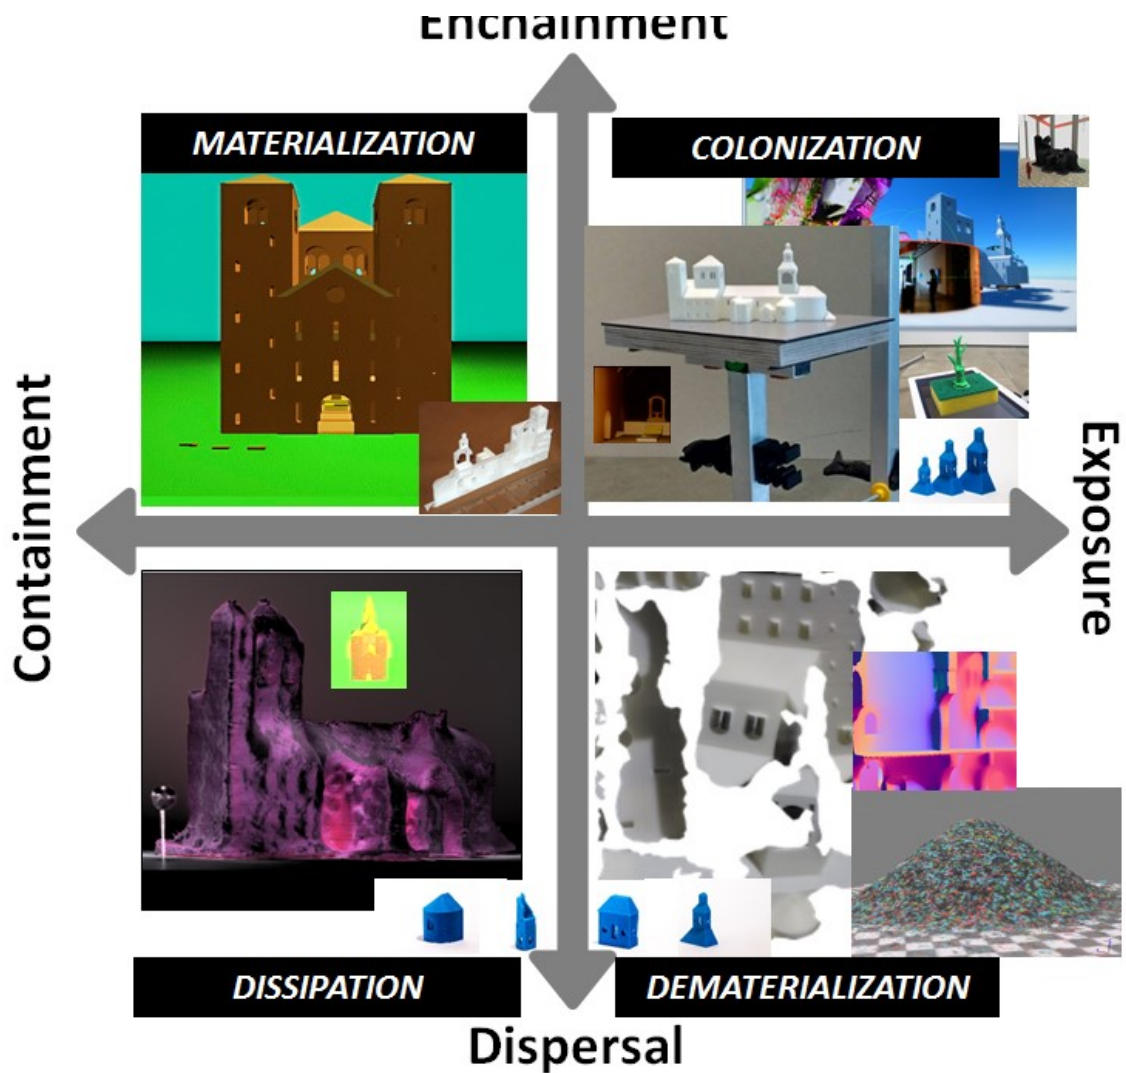 Enchainment
MATERIALIZATION
COLONIZATION
Containment
Exposure
DISSIPATION
DEMATERIALIZATION
Dispersal